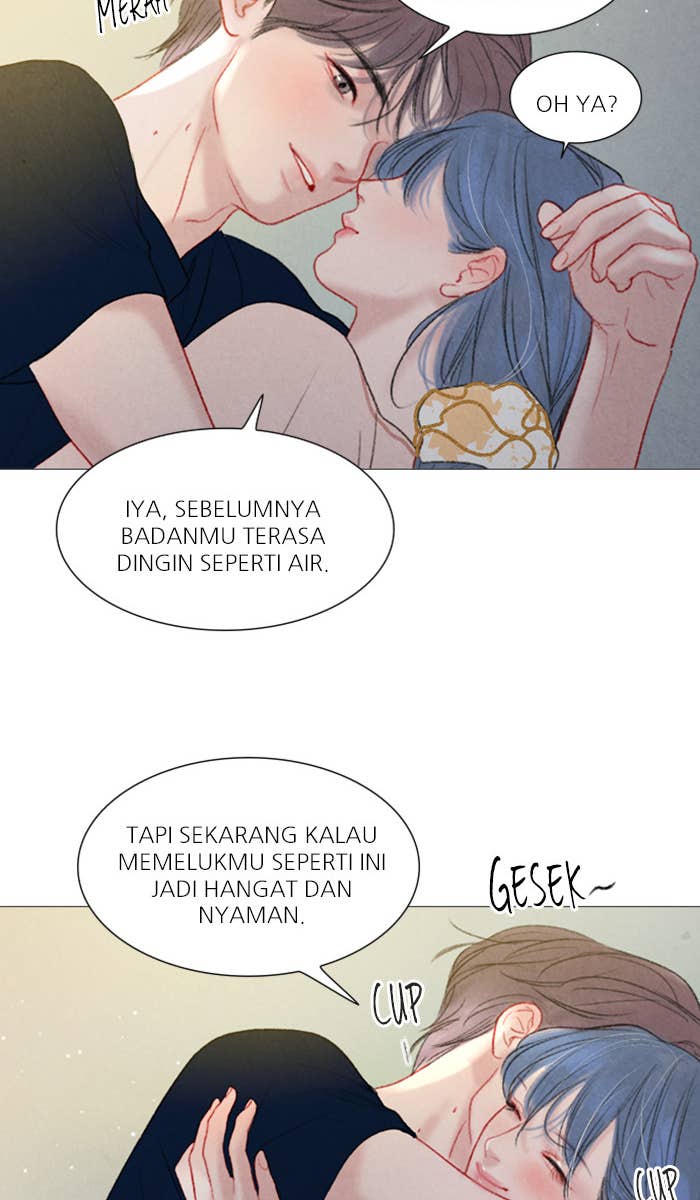 MERAH
OH YA?
IYA, SEBELUMNYA
BADANMU TERASA
DINGIN SEPERTI AIR.
TAPI SEKARANG KALAU
MEMELUKMU SEPERTI INI
JADI HANGAT DAN
NYAMAN.
GESEK~
CUP
CUP